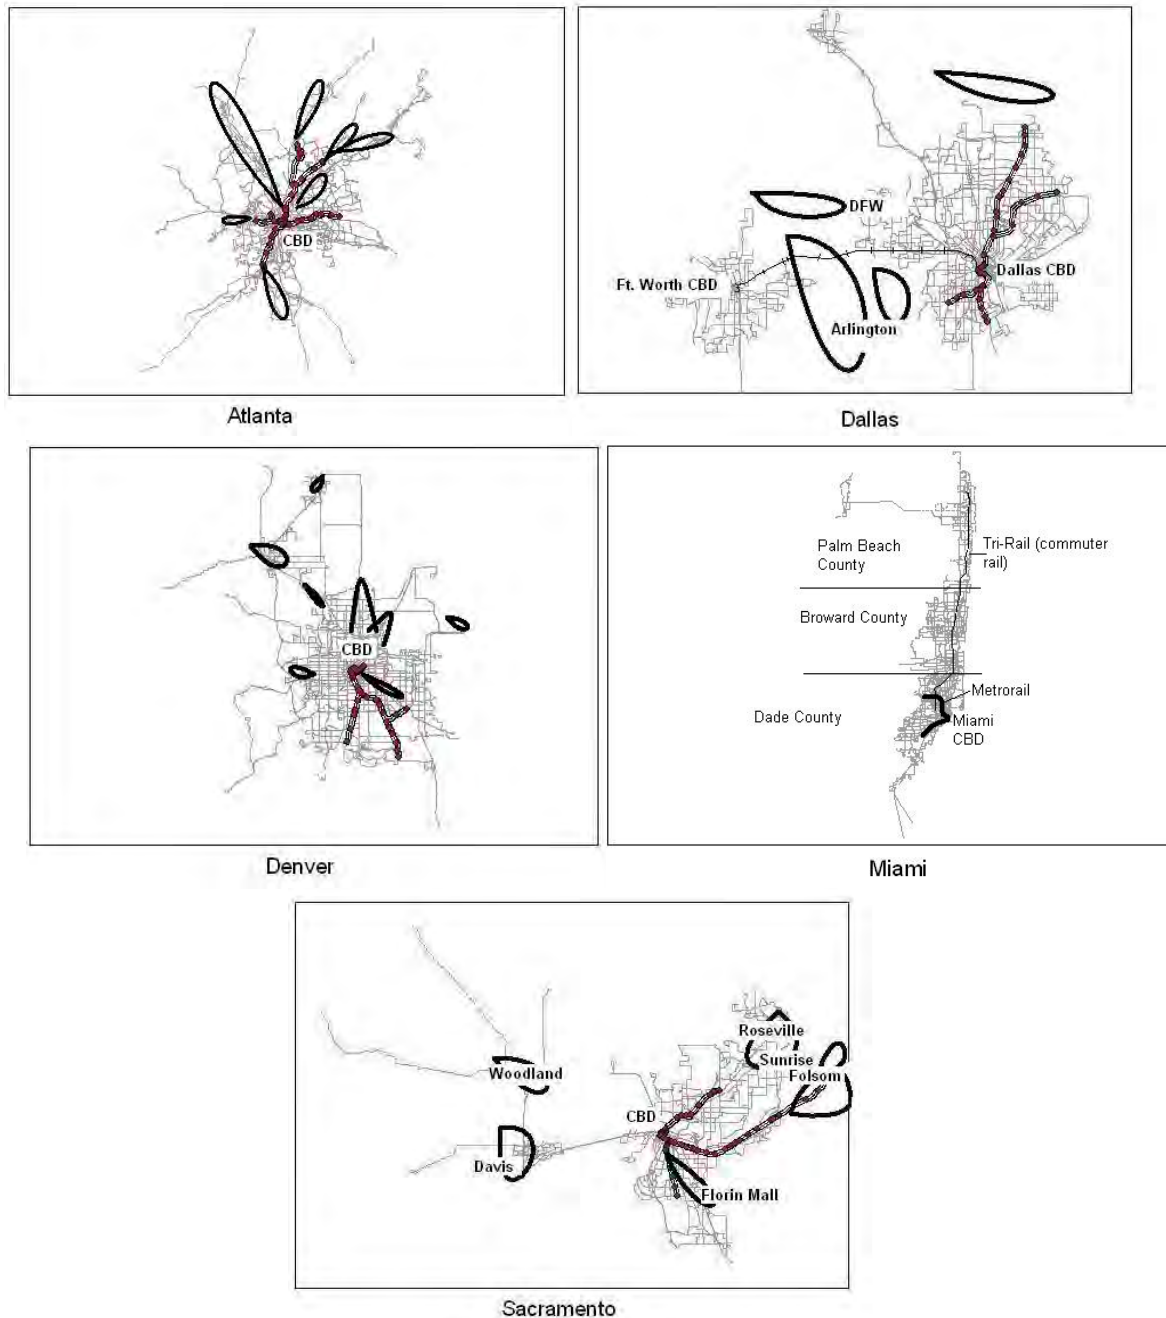 CBD
Atlanta
DFW
Ft. Worth CBD
Dallas CBD
Arlington
Dallas
CBD
Denver
Palm Beach
County
Tri-Rail (commuter
rail)
Broward County
Metrorail
Dade County
Miami
CBD
Miami
Roseville
Sunrise
Woodland
Folsom
CBD
Davis
Florin Mall
Sacramento